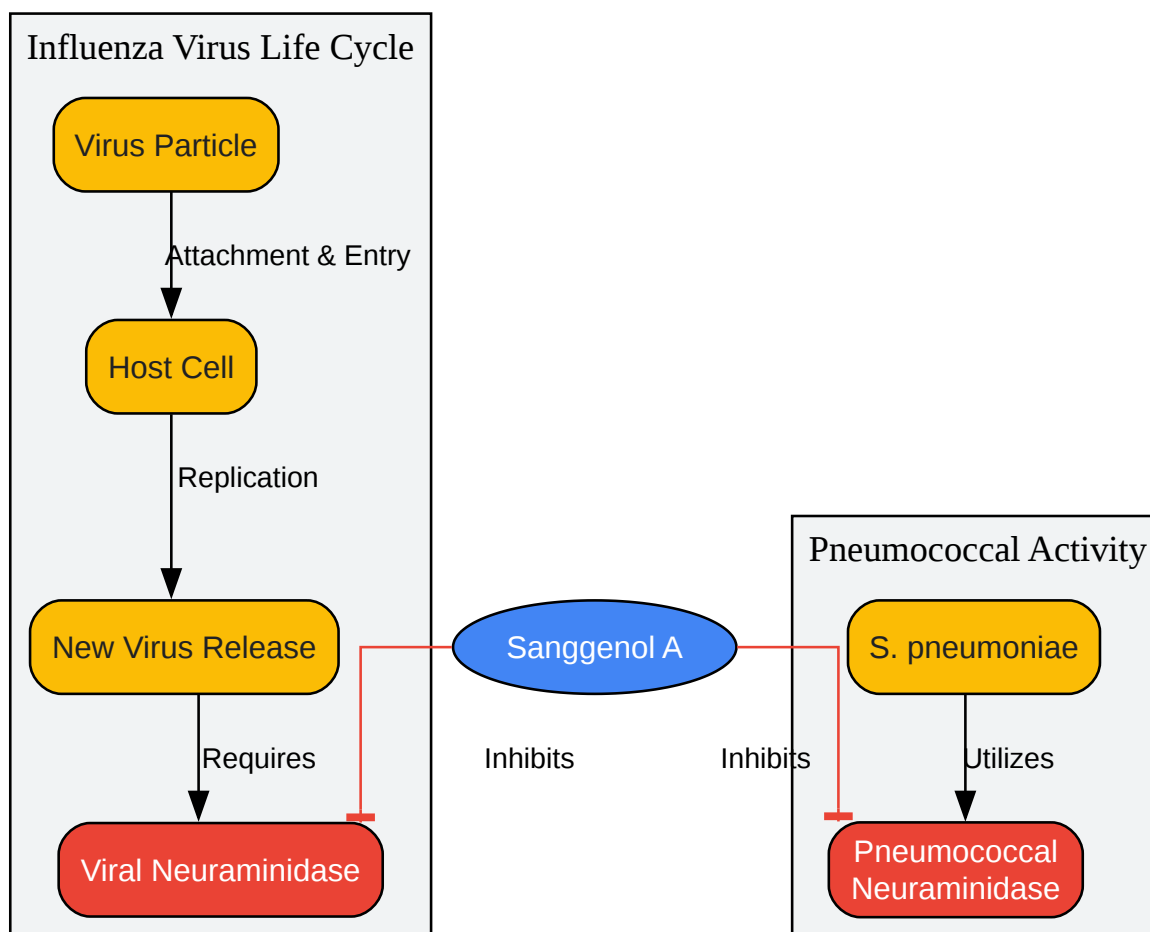 Influenza Virus Life Cycle
Virus Particle
Attachment & Entry
Host Cell
Replication
New Virus Release
Requires
Viral Neuraminidase
Sanggenol A
Inhibits
Inhibits
Pneumococcal Activity
S. pneumoniae
Utilizes
Pneumococcal
Neuraminidase